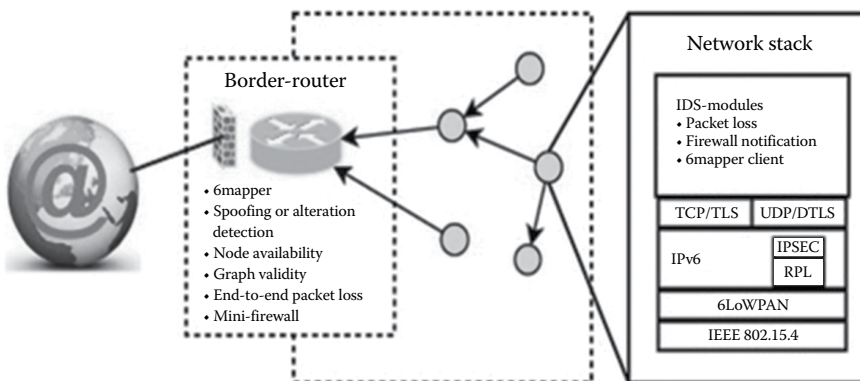 Border-router
• 6mapper
• Spoofing or alteration
detection
• Node availability
• Graph validity
• End-to-end packet loss
• Mini-firewall
@
Network stack
IDS-modules
• Packet loss
• Firewall notification
• 6mapper client
TCP/TLS
UDP/DTLS
IPv6
IPSEC
RPL
6LoWPAN
IEEE 802.15.4